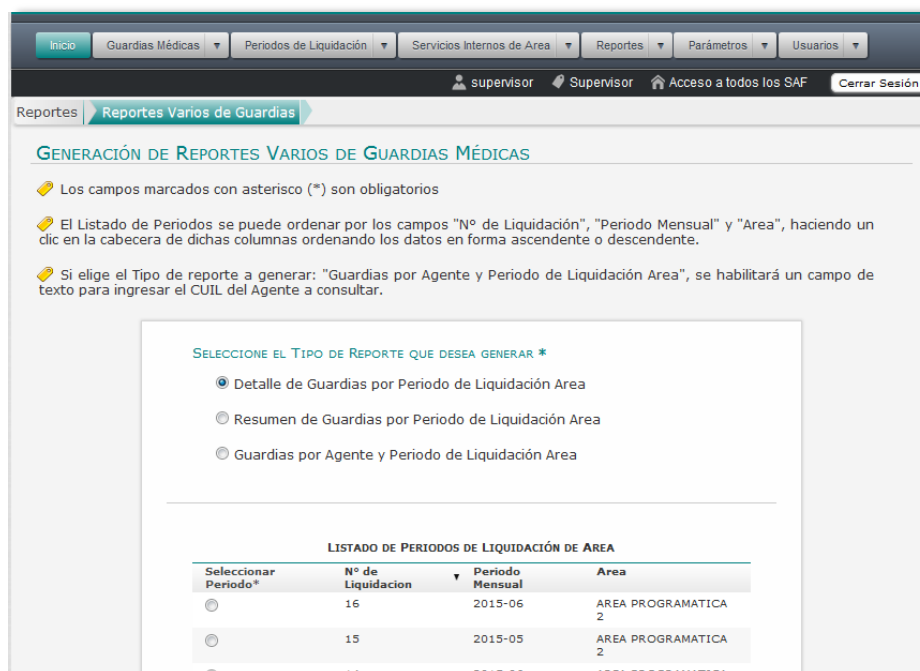 Inicio Guardias Médicas Periodos de Liquidación Servicios Internos de Area Reportes Parámetros Usuarios
supervisor Supervisor Acceso a todos los SAF Cerrar Sesión
Reportes Reportes Varios de Guardias
Generación de Reportes Varios de Guardias Médicas
Los campos marcados con asterisco (*) son obligatorios
El Listado de Periodos se puede ordenar por los campos "Nº de Liquidación", "Periodo Mensual" y "Area", haciendo un
clic en la cabecera de dichas columnas ordenando los datos en forma ascendente o descendente.
Si elige el Tipo de reporte a generar: "Guardias por Agente y Periodo de Liquidación Area", se habilitará un campo de
texto para ingresar el CUIL del Agente a consultar.
Seleccione el Tipo de Reporte que desea generar *
Detalle de Guardias por Periodo de Liquidación Area
Resumen de Guardias por Periodo de Liquidación Area
Guardias por Agente y Periodo de Liquidación Area
Listado de Periodos de Liquidación de Area
Seleccionar Nº de Periodo Area
Periodo* Liquidacion Mensual
16 2015-06 AREA PROGRAMATICA
2
15 2015-05 AREA PROGRAMATICA
2